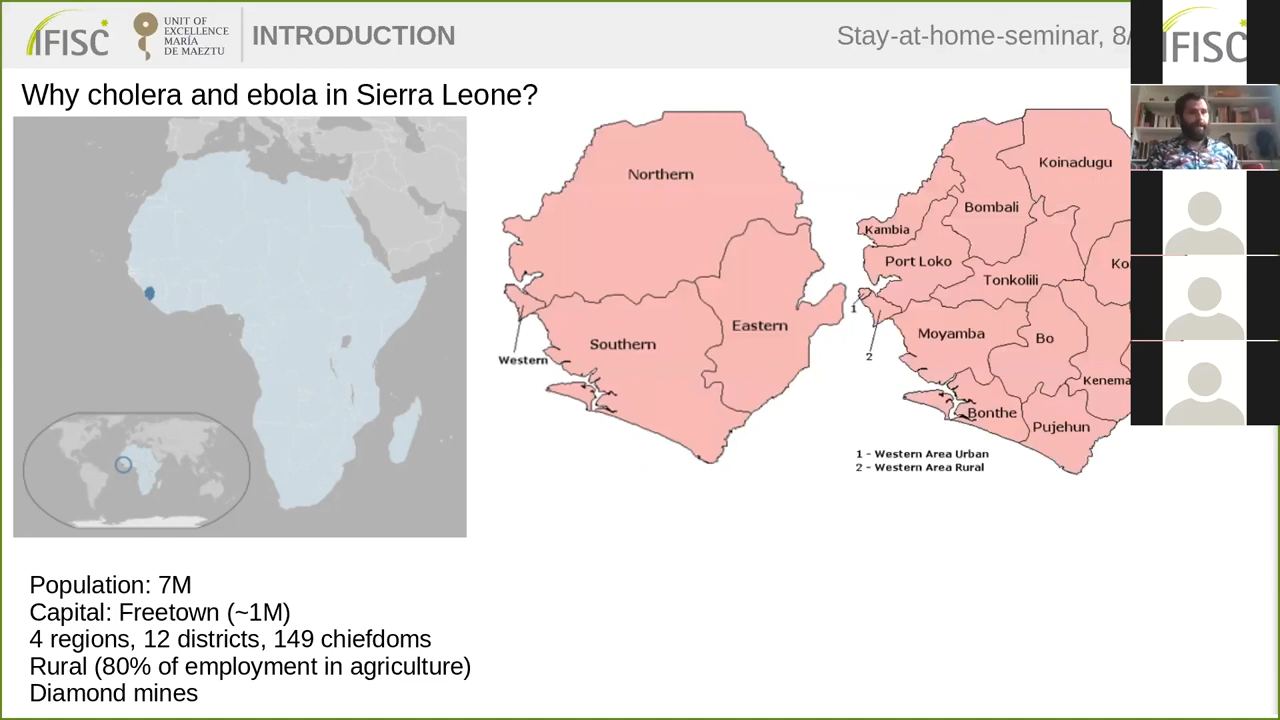 IFISC
UNIT OF
EXCELLENCE
MARÍA
DE MAEZTU
INTRODUCTION
Stay-at-home-seminar, 8/
IFISC
Why cholera and ebola in Sierra Leone?
Northern
Southern
Eastern
Western
Koinadugu
Bombali
Kambia
Port Loko
Ko
Tonkolili
1
2
Moyamba
Bo
Kenema
Bonthe
Pujehun
1 - Western Area Urban
2 - Western Area Rural
Population: 7M
Capital: Freetown (~1M)
4 regions, 12 districts, 149 chiefdoms
Rural (80% of employment in agriculture)
Diamond mines